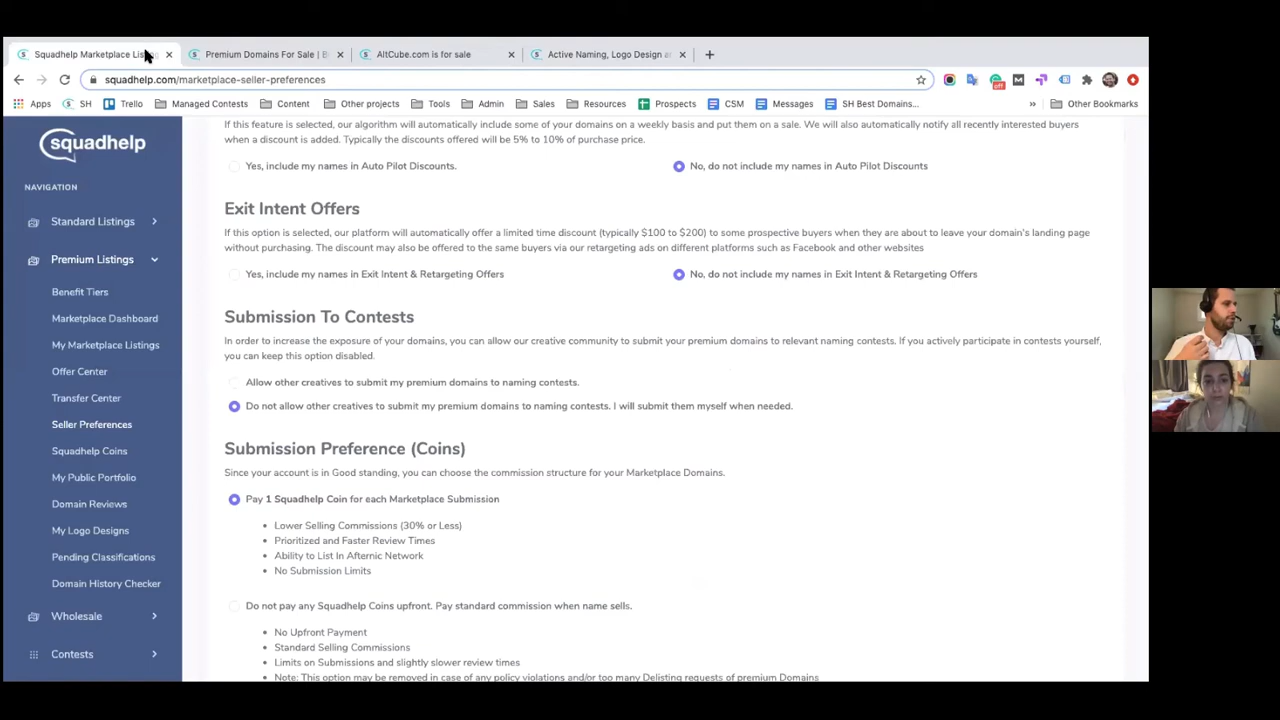 Squadhelp Marketplace Listing
Premium Domains For Sale | B
AltCube.com is for sale
Active Naming, Logo Design a
squadhelp.com/marketplace-seller-preferences
off
Apps
SH
Trello
Managed Contests
Content
Other projects
Tools
Admin
Sales
Resources
Prospects
CSM
Messages
SH Best Domains...
»
Other Bookmarks
squadhelp
NAVIGATION
Standard Listings
Premium Listings
Benefit Tiers
Marketplace Dashboard
My Marketplace Listings
Offer Center
Transfer Center
Seller Preferences
Squadhelp Coins
My Public Portfolio
Domain Reviews
My Logo Designs
Pending Classifications
Domain History Checker
Wholesale
Contests
If this feature is selected, our algorithm will automatically include some of your domains on a weekly basis and put them on a sale. We will also automatically notify all recently interested buyers
when a discount is added. Typically the discounts offered will be 5% to 10% of purchase price.
Yes, include my names in Auto Pilot Discounts.
No, do not include my names in Auto Pilot Discounts
Exit Intent Offers
If this option is selected, our platform will automatically offer a limited time discount (typically $100 to $200) to some prospective buyers when they are about to leave your domain's landing page
without purchasing. The discount may also be offered to the same buyers via our retargeting ads on different platforms such as Facebook and other websites
Yes, include my names in Exit Intent & Retargeting Offers
No, do not include my names in Exit Intent & Retargeting Offers
Submission To Contests
In order to increase the exposure of your domains, you can allow our creative community to submit your premium domains to relevant naming contests. If you actively participate in contests yourself,
you can keep this option disabled.
Allow other creatives to submit my premium domains to naming contests.
Do not allow other creatives to submit my premium domains to naming contests. I will submit them myself when needed.
Submission Preference (Coins)
Since your account is in Good standing, you can choose the commission structure for your Marketplace Domains.
Pay 1 Squadhelp Coin for each Marketplace Submission
• Lower Selling Commissions (30% or Less)
• Prioritized and Faster Review Times
• Ability to List In Afternic Network
• No Submission Limits
Do not pay any Squadhelp Coins upfront. Pay standard commission when name sells.
• No Upfront Payment
• Standard Selling Commissions
• Limits on Submissions and slightly slower review times
• Note: This option may be removed in case of any policy violations and/or too many Delisting requests of premium Domains